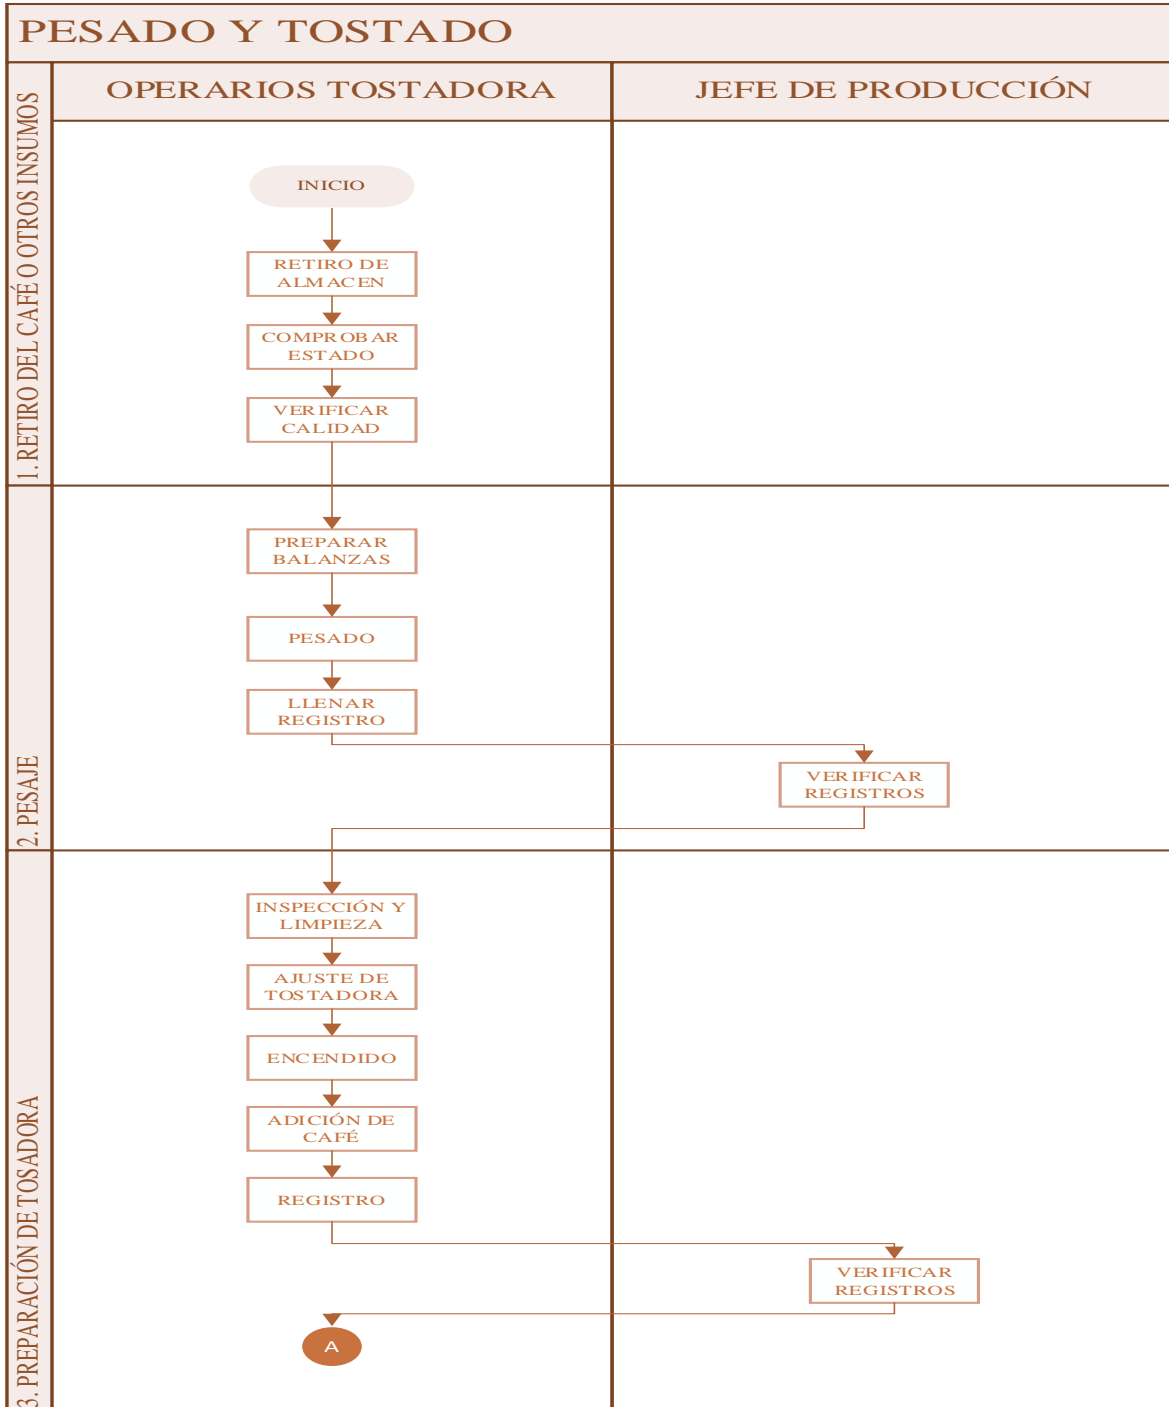 PESADO Y TOSTADO
OPERARIOS TOSTADORA
JEFE DE PRODUCCIÓN
1. RETIRO DEL CAFÉ O OTROS INSUMOS
INICIO
RETIRO DE
ALMACEN
COMPROBAR
ESTADO
VERIFICAR
CALIDAD
2. PESAJE
PREPARAR
BALANZAS
PESADO
LLENAR
REGISTRO
VERIFICAR
REGISTROS
3. PREPARACIÓN DE TOSADORA
INSPECCIÓN Y
LIMPIEZA
AJUSTE DE
TOSTADORA
ENCENDIDO
ADICIÓN DE
CAFÉ
REGISTRO
VERIFICAR
REGISTROS
A